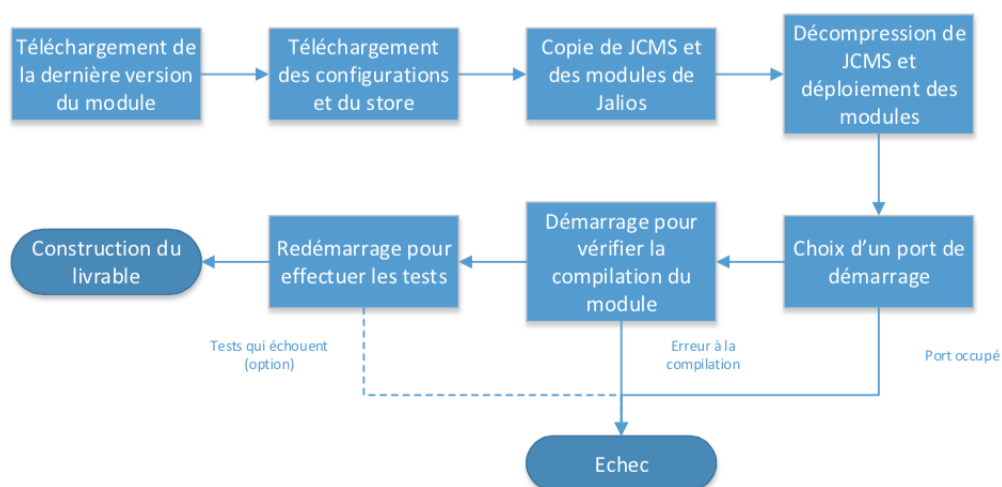 Téléchargement de
la dernière version
du module
Téléchargement
des configurations
et du store
Copie de JCMS et
des modules de
Jalios
Décompression de
JCMS et
déploiement des
modules
Construction du
livrable
Redémarrage pour
effectuer les tests
Démarrage pour
vérifier la
compilation du
module
Choix d'un port de
démarrage
Tests qui échouent
(option)
Erreur à la
compilation
Port occupé
Echec